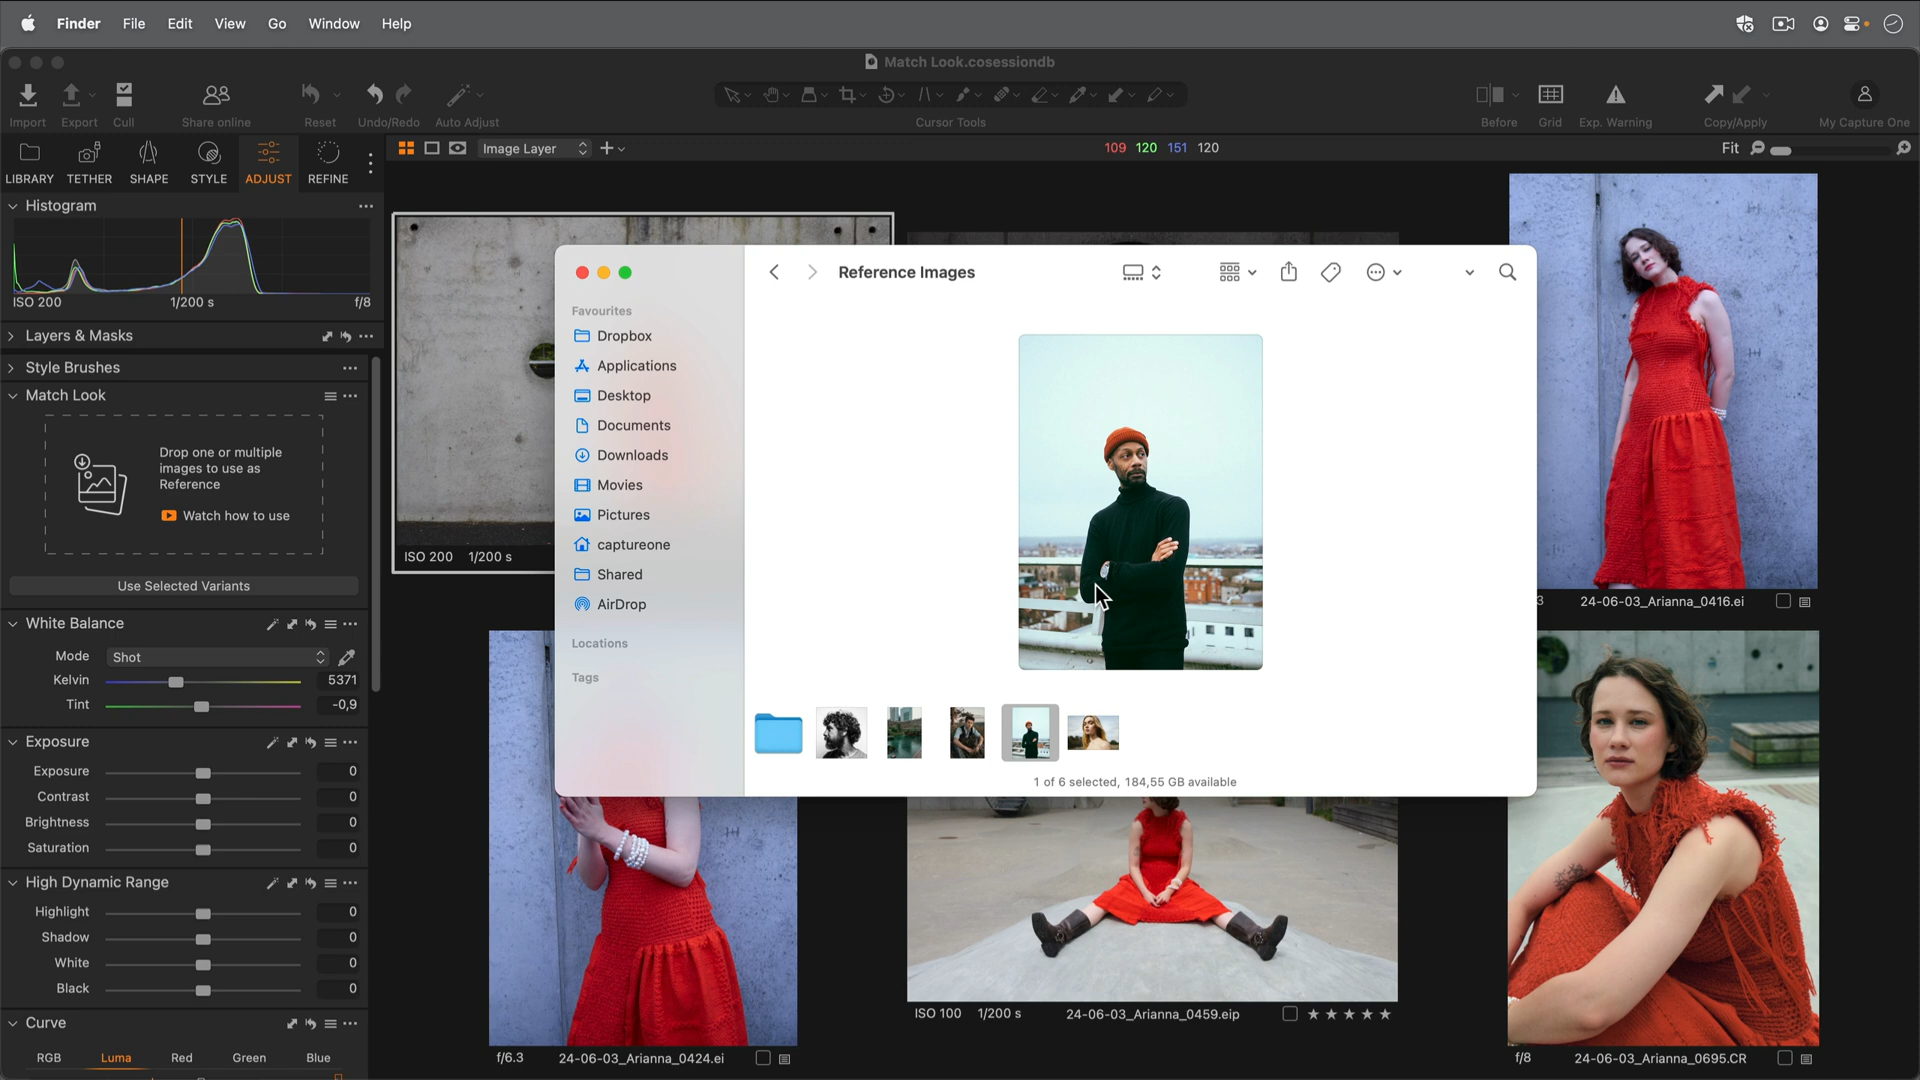 Finder File Edit View Go Window Help
Match Look.cosessiondb
Import Export Cull Share online Reset Undo/Redo Auto Adjust Cursor Tools Before Grid Exp. Warning Copy/Apply My Capture One
LIBRARY TETHER SHAPE STYLE ADJUST REFINE
Image Layer 109 120 151 120 Fit
Histogram
ISO 200 1/200 s f/8
Layers & Masks
Style Brushes
Match Look
Drop one or multiple
images to use as
Reference
Watch how to use
Use Selected Variants
White Balance
Mode Shot
Kelvin 5371
Tint -0,9
Exposure
Exposure 0
Contrast 0
Brightness 0
Saturation 0
High Dynamic Range
Highlight 0
Shadow 0
White 0
Black 0
Curve
RGB Luma Red Green Blue
ISO 200 1/200 s
Reference Images
Favourites
Dropbox
Applications
Desktop
Documents
Downloads
Movies
Pictures
captureone
Shared
AirDrop
Locations
Tags
1 of 6 selected, 184,55 GB available
3 24-06-03_Arianna_0416.ei
f/6.3 24-06-03_Arianna_0424.ei
ISO 100 1/200 s 24-06-03_Arianna_0459.eip
f/8 24-06-03_Arianna_0695.CR